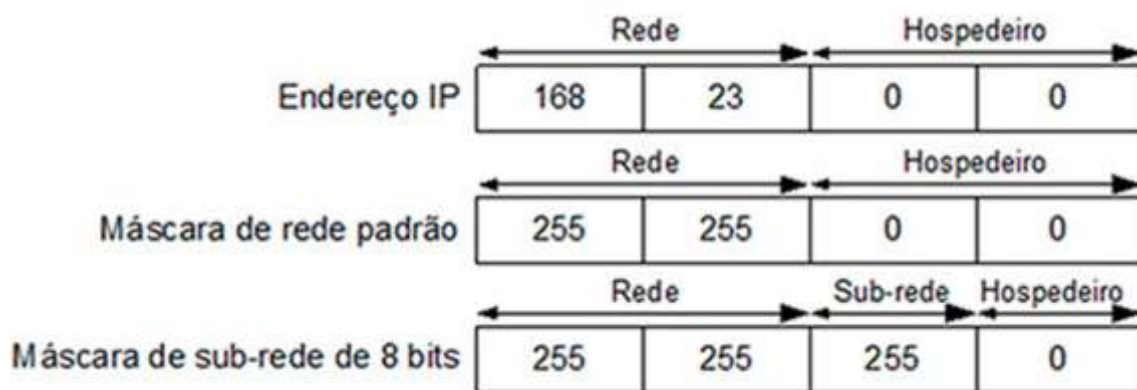 Rede Hospedeiro
Endereço IP 168 23 0 0
Rede Hospedeiro
Máscara de rede padrão 255 255 0 0
Rede Sub-rede Hospedeiro
Máscara de sub-rede de 8 bits 255 255 255 0